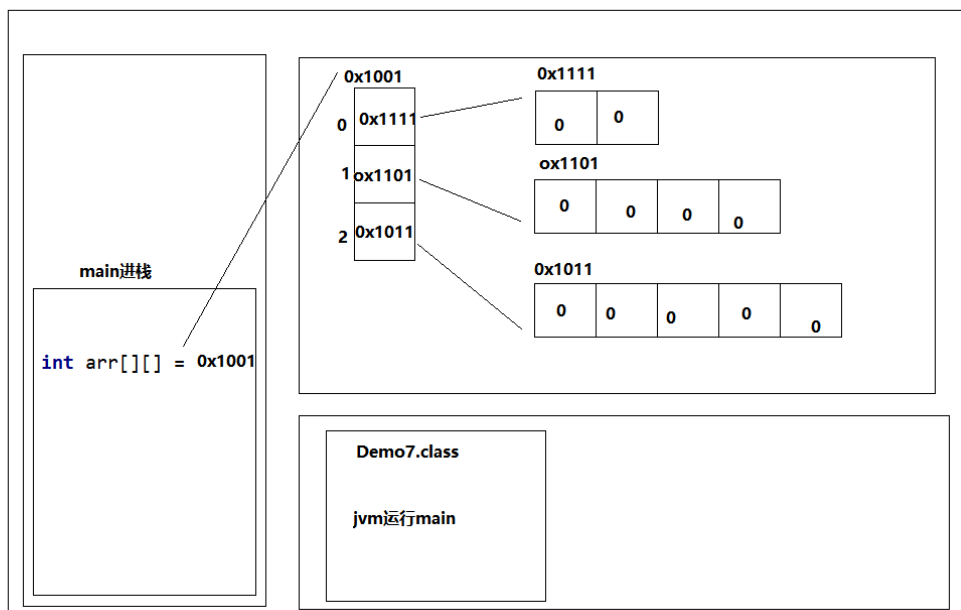 main进栈
int arr[][] = 0x1001
0x1001
0 0x1111
1 ox1101
2 0x1011
0x1111
0 0
ox1101
0 0 0 0
0x1011
0 0 0 0 0
Demo7.class
jvm运行main